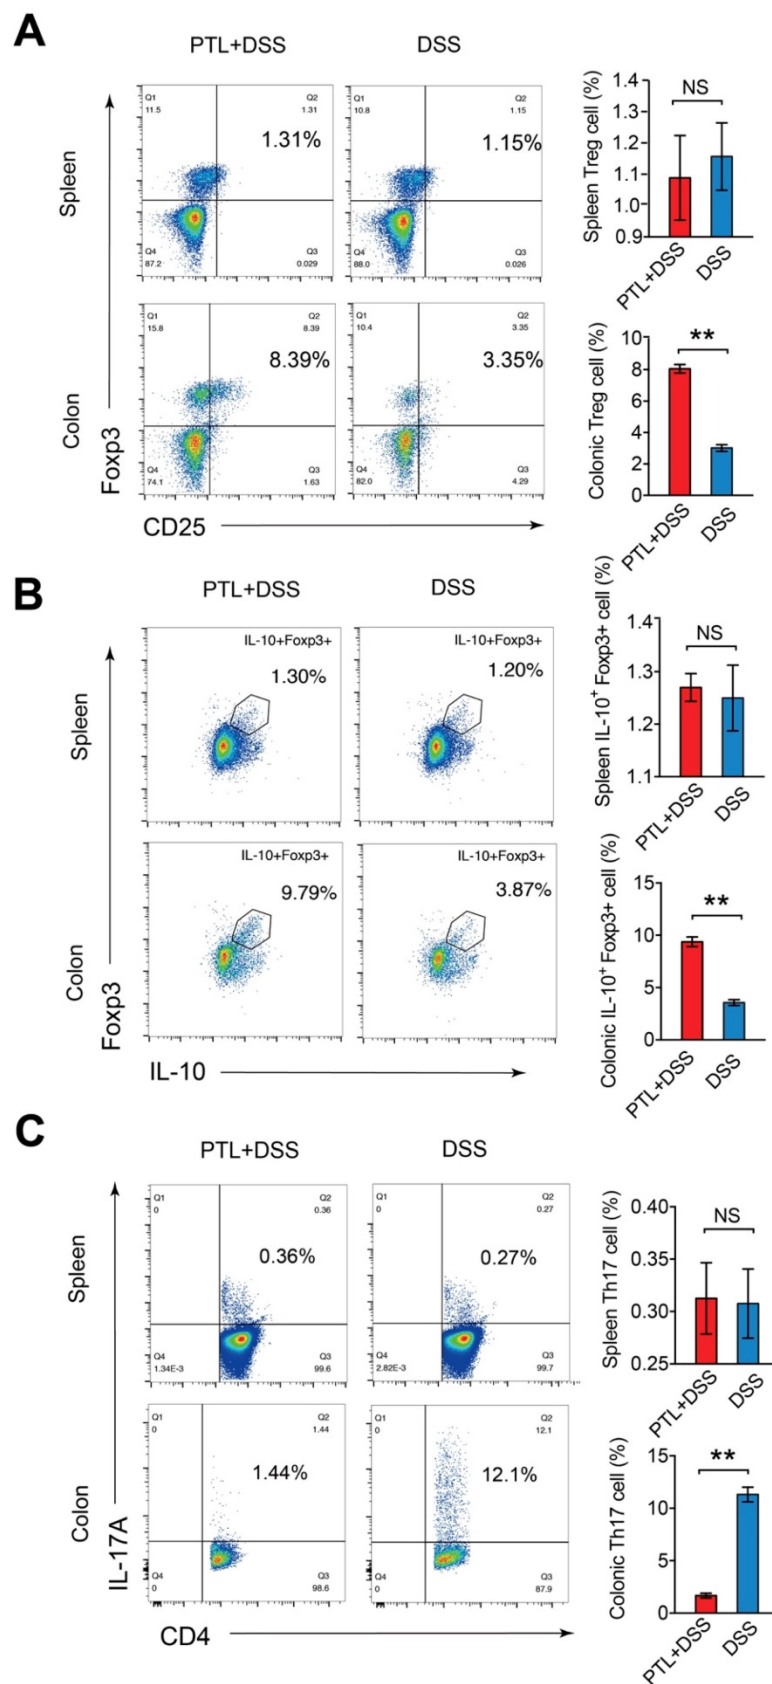 A
PTL+DSS
DSS
Spleen
Colon
Foxp3
Q1
11.5
Q2
1.31
1.31%
Q4
87.2
Q3
0.029
Q1
10.8
Q2
1.15
1.15%
Q4
88.0
Q3
0.026
Q1
15.8
Q2
8.39
8.39%
Q4
74.1
Q3
1.63
Q1
10.4
Q2
3.35
3.35%
Q4
82.0
Q3
4.29
CD25
Spleen Treg cell (%)
1.4
1.3
1.2
1.1
1.0
0.9
NS
PTL+DSS
DSS
Colonic Treg cell (%)
10
8
6
4
2
0
**
PTL+DSS
DSS
B
PTL+DSS
DSS
Spleen
Colon
Foxp3
IL-10+Foxp3+
1.30%
IL-10+Foxp3+
1.20%
IL-10+Foxp3+
9.79%
IL-10+Foxp3+
3.87%
IL-10
Spleen IL-10⁺ Foxp3+ cell (%)
1.4
1.3
1.2
1.1
NS
PTL+DSS
DSS
Colonic IL-10⁺ Foxp3+ cell (%)
15
10
5
0
**
PTL+DSS
DSS
C
PTL+DSS
DSS
Spleen
Colon
IL-17A
Q1
0
Q2
0.36
0.36%
Q4
1.34E-3
Q3
99.6
Q1
0
Q2
0.27
0.27%
Q4
2.82E-3
Q3
99.7
Q1
0
Q2
1.44
1.44%
Q4
0
Q3
98.6
Q1
0
Q2
12.1
12.1%
Q4
0
Q3
87.9
CD4
Spleen Th17 cell (%)
0.40
0.35
0.30
0.25
NS
PTL+DSS
DSS
Colonic Th17 cell (%)
15
10
5
0
**
PTL+DSS
DSS